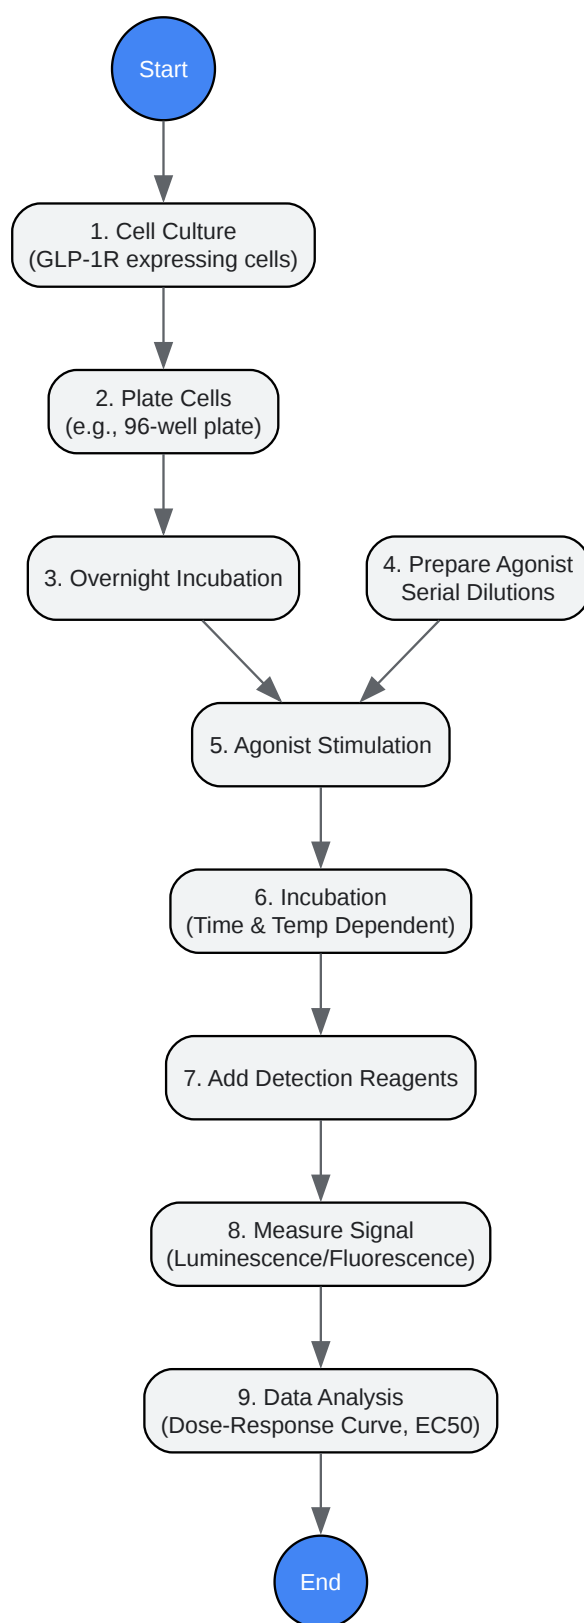 Start
1. Cell Culture
(GLP-1R expressing cells)
2. Plate Cells
(e.g., 96-well plate)
3. Overnight Incubation
4. Prepare Agonist
Serial Dilutions
5. Agonist Stimulation
6. Incubation
(Time & Temp Dependent)
7. Add Detection Reagents
8. Measure Signal
(Luminescence/Fluorescence)
9. Data Analysis
(Dose-Response Curve, EC50)
End